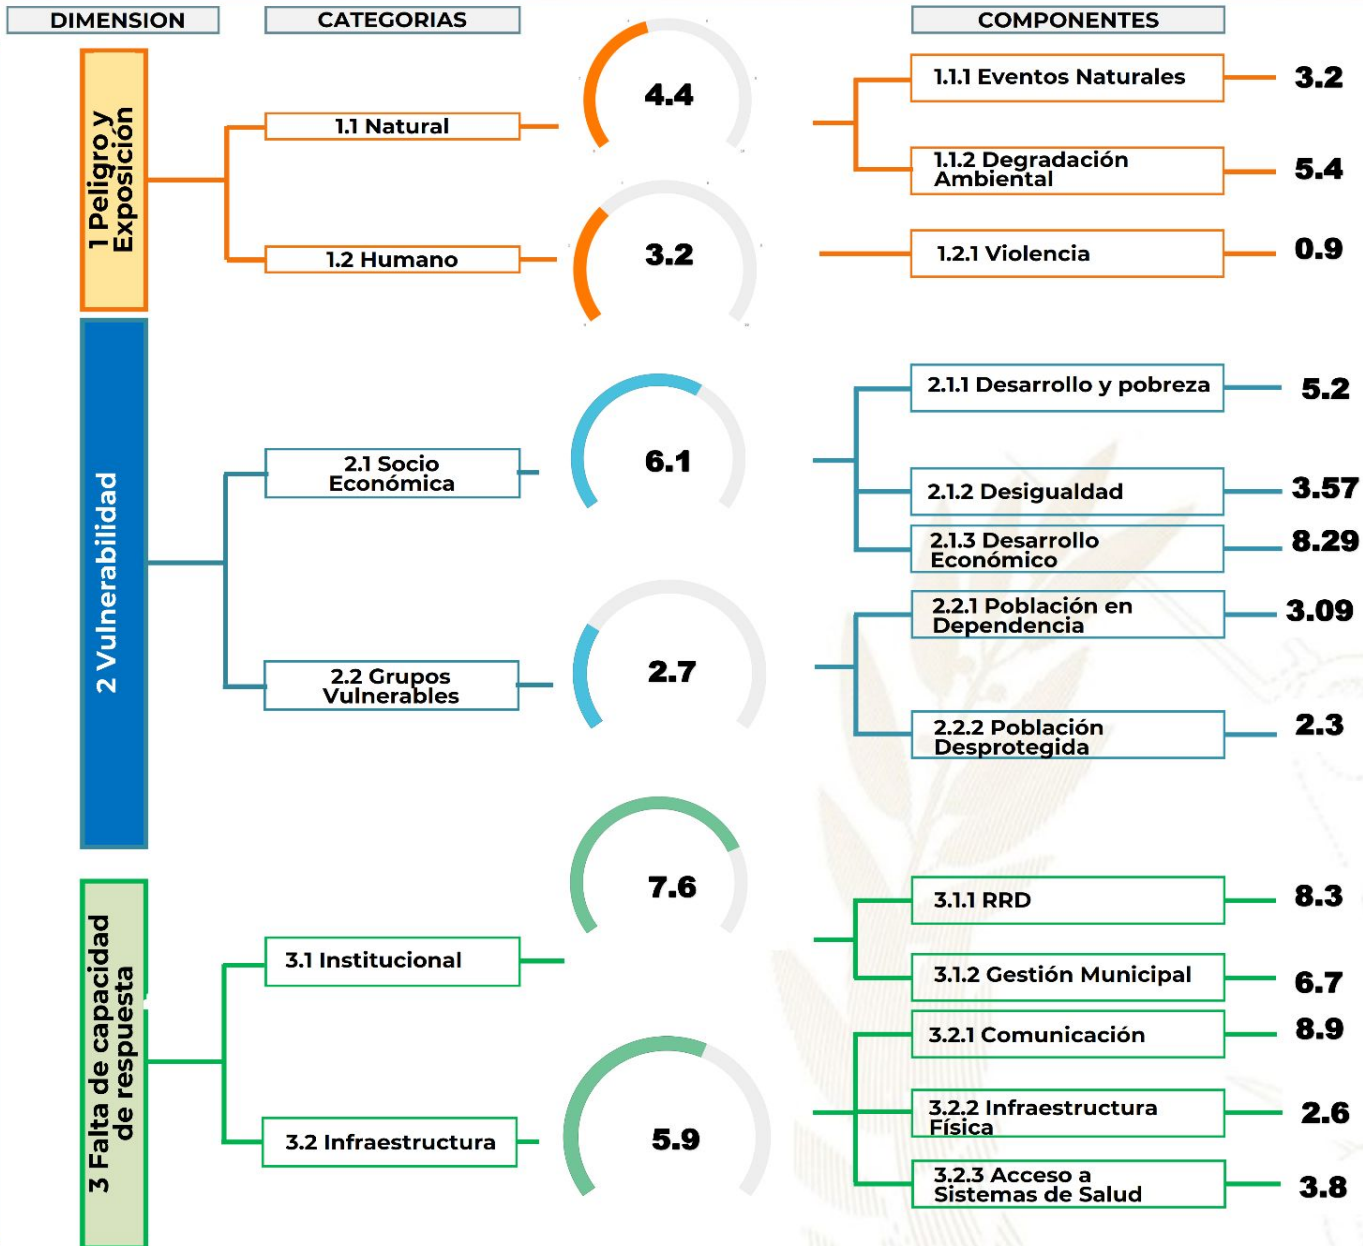 DIMENSION
CATEGORIAS
COMPONENTES
1 Peligro y
Exposición
1.1 Natural
4.4
1.1.1 Eventos Naturales
3.2
1.1.2 Degradación
Ambiental
5.4
1.2 Humano
3.2
1.2.1 Violencia
0.9
2 Vulnerabilidad
2.1 Socio
Económica
6.1
2.1.1 Desarrollo y pobreza
5.2
2.1.2 Desigualdad
3.57
2.1.3 Desarrollo
Económico
8.29
2.2 Grupos
Vulnerables
2.7
2.2.1 Población en
Dependencia
3.09
2.2.2 Población
Desprotegida
2.3
3 Falta de capacidad
de respuesta
3.1 Institucional
7.6
3.1.1 RRD
8.3
3.1.2 Gestión Municipal
6.7
3.2 Infraestructura
5.9
3.2.1 Comunicación
8.9
3.2.2 Infraestructura
Física
2.6
3.2.3 Acceso a
Sistemas de Salud
3.8